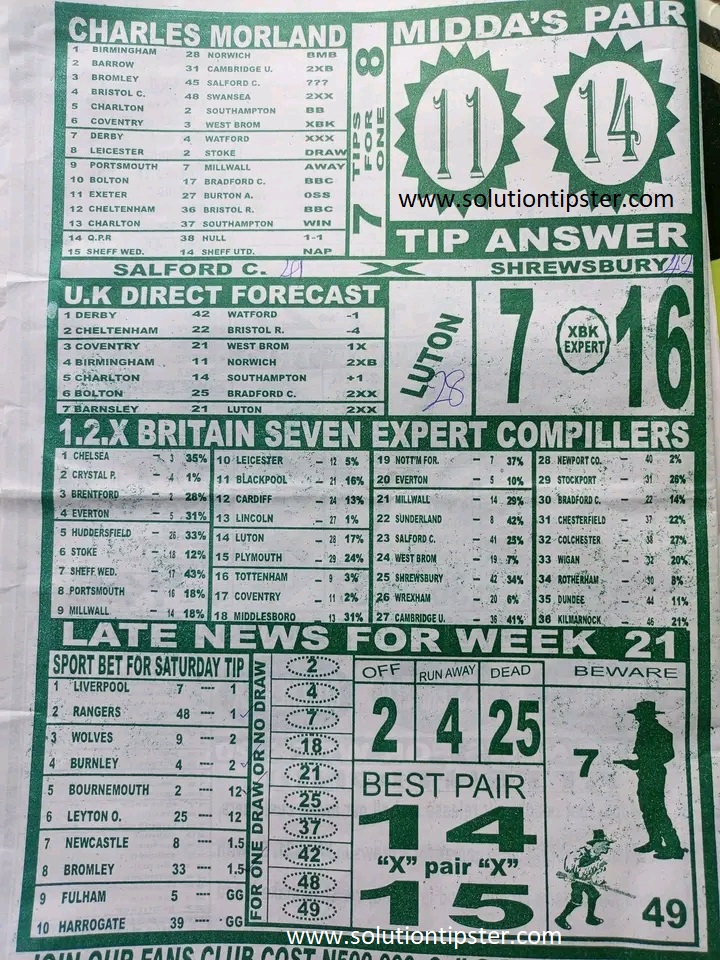 CHARLES MORLAND
1 BIRMINGHAM 28 NORWICH BMB
2 BARROW 31 CAMBRIDGE U. 2XB
3 BROMLEY 45 SALFORD C. ???
4 BRISTOL C. 48 SWANSEA 2XX
5 CHARLTON 2 SOUTHAMPTON BB
6 COVENTRY 3 WEST BROM XBK
7 DERBY 4 WATFORD XXX
8 LEICESTER 2 STOKE DRAW
9 PORTSMOUTH 7 MILLWALL AWAY
10 BOLTON 17 BRADFORD C. BBC
11 EXETER 27 BURTON A. OSS
12 CHELTENHAM 36 BRISTOL R. BBC
13 CHARLTON 37 SOUTHAMPTON WIN
14 Q.P.R 38 HULL 1-1
15 SHEFF WED. 14 SHEFF UTD. NAP
7 TIPS FOR ONE 8
MIDDA'S PAIR
11 14
www.solutiontipster.com
TIP ANSWER
SALFORD C. 41 X SHREWSBURY 42
U.K DIRECT FORECAST
1 DERBY 42 WATFORD -1
2 CHELTENHAM 22 BRISTOL R. -4
3 COVENTRY 21 WEST BROM 1X
4 BIRMINGHAM 11 NORWICH 2XB
5 CHARLTON 14 SOUTHAMPTON +1
6 BOLTON 25 BRADFORD C. 2XX
7 BARNSLEY 21 LUTON 2XX
LUTON
28
7 XBK EXPERT 16
1.2.X BRITAIN SEVEN EXPERT COMPILLERS
1 CHELSEA - 3 35%
2 CRYSTAL P. - 4 1%
3 BRENTFORD - 2 28%
4 EVERTON - 5 31%
5 HUDDERSFIELD - 26 33%
6 STOKE - 18 12%
7 SHEFF WED. - 17 43%
8 PORTSMOUTH - 16 18%
9 MILLWALL - 14 18%
10 LEICESTER - 12 5%
11 BLACKPOOL - 21 16%
12 CARDIFF - 24 13%
13 LINCOLN - 27 1%
14 LUTON - 28 17%
15 PLYMOUTH - 29 24%
16 TOTTENHAM - 9 3%
17 COVENTRY - 11 2%
18 MIDDLESBORO - 13 31%
19 NOTT'M FOR. - 7 37%
20 EVERTON - 5 10%
21 MILLWALL - 14 29%
22 SUNDERLAND - 8 42%
23 SALFORD C. - 41 25%
24 WEST BROM - 19 7%
25 SHREWSBURY - 42 34%
26 WREXHAM - 20 6%
27 CAMBRIDGE U. - 36 41%
28 NEWPORT CO. - 40 2%
29 STOCKPORT - 31 26%
30 BRADFORD C. - 22 14%
31 CHESTERFIELD - 37 22%
32 COLCHESTER - 38 27%
33 WIGAN - 32 20%
34 ROTHERHAM - 30 8%
35 DUNDEE - 44 11%
36 KILMARNOCK - 46 21%
LATE NEWS FOR WEEK 21
SPORT BET FOR SATURDAY TIP
1 LIVERPOOL 7 ---- 1
2 RANGERS 48 ---- 1
3 WOLVES 9 ---- 2
4 BURNLEY 4 ---- 2
5 BOURNEMOUTH 2 ---- 12
6 LEYTON O. 25 ---- 12
7 NEWCASTLE 8 ---- 1.5
8 BROMLEY 33 ---- 1.5
9 FULHAM 5 ---- GG
10 HARROGATE 39 ---- GG
FOR ONE DRAW OR NO DRAW
2
4
7
18
21
25
37
42
48
49
OFF RUN AWAY DEAD
2 4 25
BEST PAIR
14
"X" pair "X"
15
BEWARE
7
49
www.solutiontipster.com
JOIN OUR FANS CLUB COST N500,000